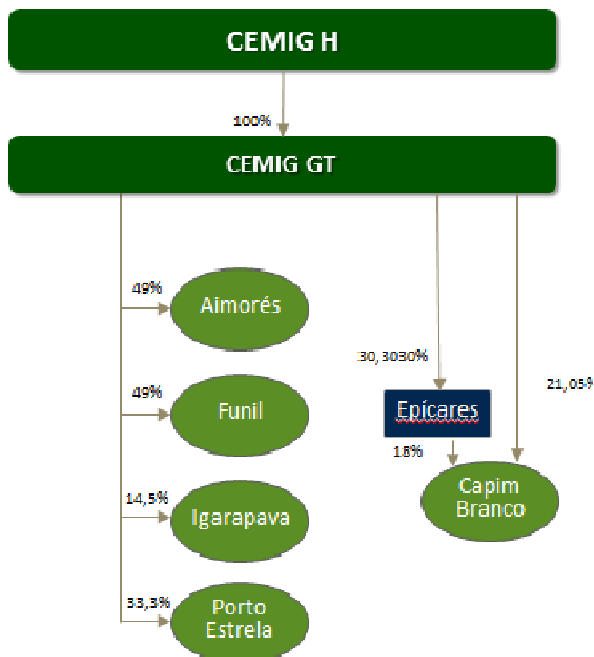 CEMIG H
100%
CEMIG GT
49%
Aimorés
49%
Funil
30,3030%
21,05%
Epícares
18%
14,5%
Igarapava
Capim
Branco
33,3%
Porto
Estrela